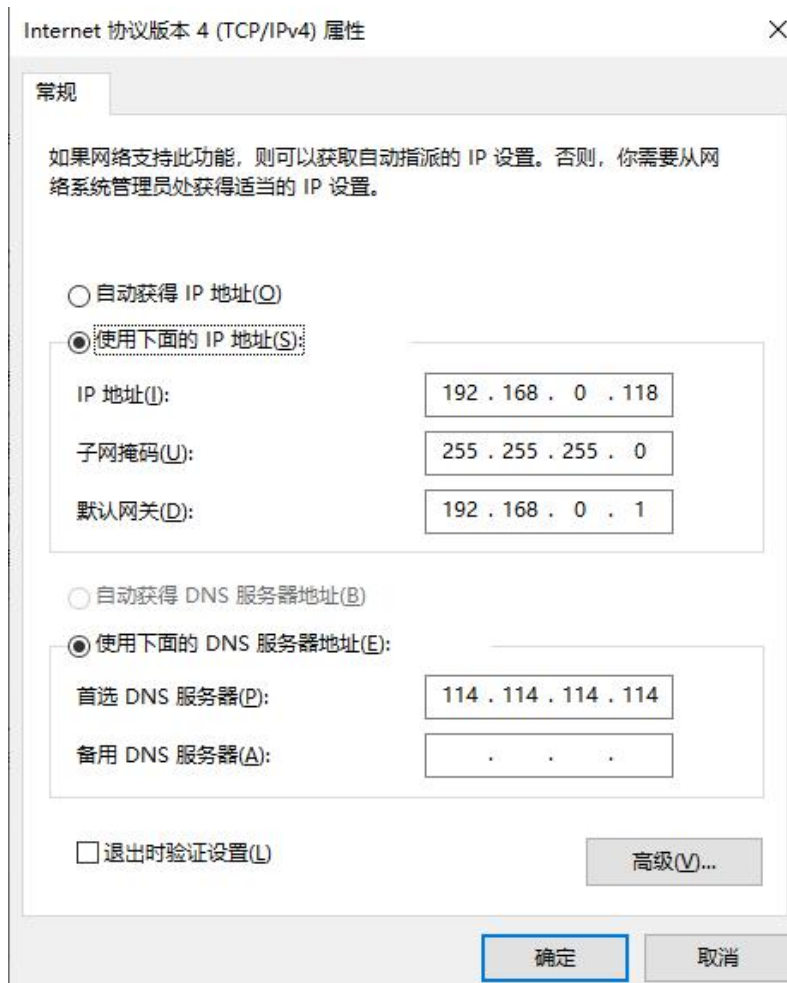 Internet 协议版本 4 (TCP/IPv4) 属性
常规
如果网络支持此功能，则可以获取自动指派的 IP 设置。否则，你需要从网
络系统管理员处获得适当的 IP 设置。
自动获得 IP 地址(O)
使用下面的 IP 地址(S):
IP 地址(I):
192 . 168 . 0 . 118
子网掩码(U):
255 . 255 . 255 . 0
默认网关(D):
192 . 168 . 0 . 1
自动获得 DNS 服务器地址(B)
使用下面的 DNS 服务器地址(E):
首选 DNS 服务器(P):
114 . 114 . 114 . 114
备用 DNS 服务器(A):
. . .
退出时验证设置(L)
高级(V)...
确定
取消